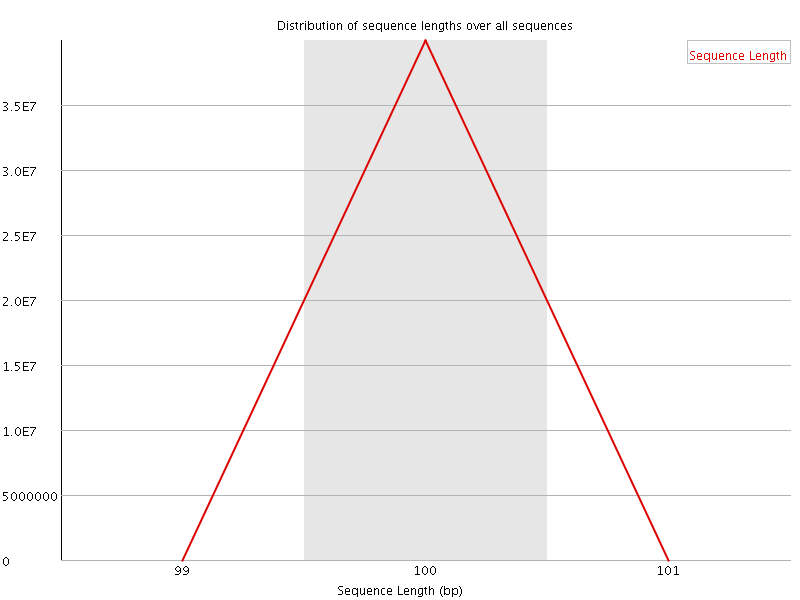 Distribution of sequence lengths over all sequences
Sequence Length
3.5E7
3.0E7
2.5E7
2.0E7
1.5E7
1.0E7
5000000
0
99 100 101
Sequence Length (bp)